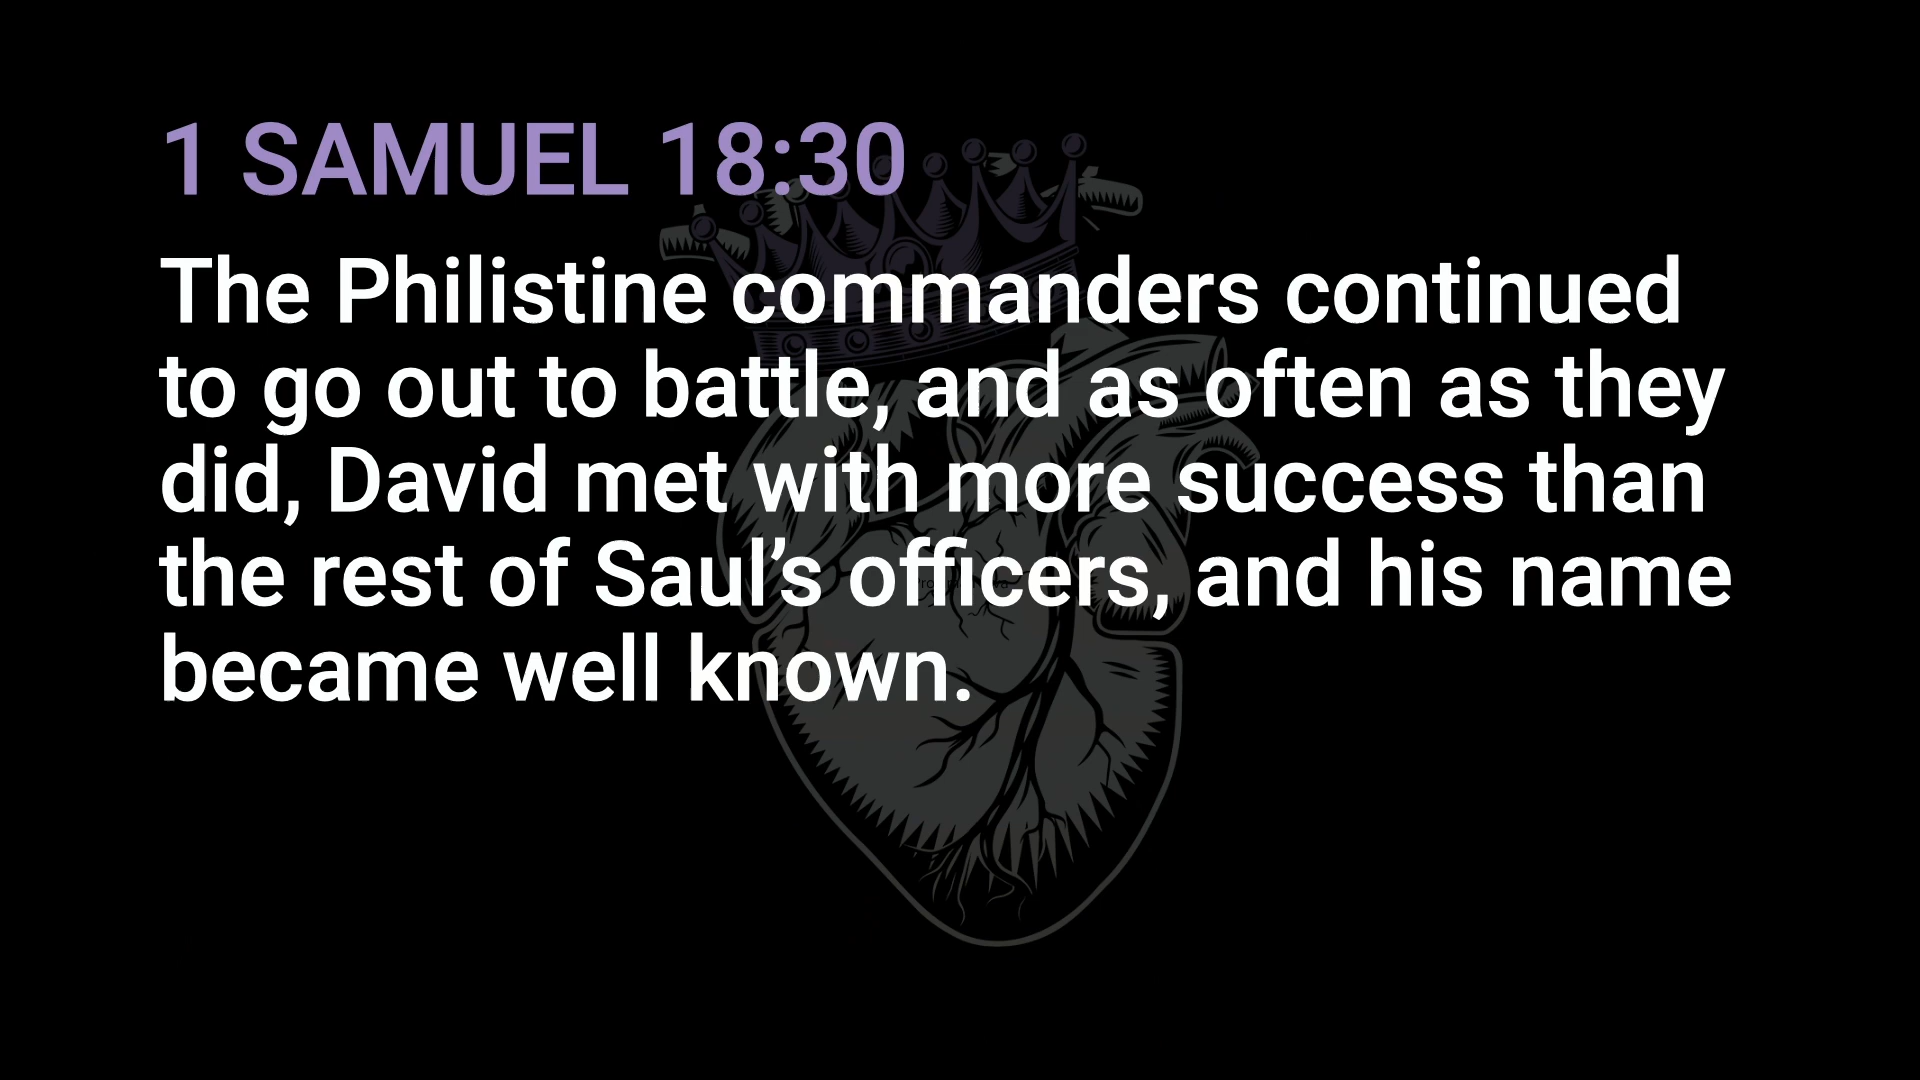 1 SAMUEL 18:30
The Philistine commanders continued
to go out to battle, and as often as they
did, David met with more success than
the rest of Saul’s officers, and his name
became well known.